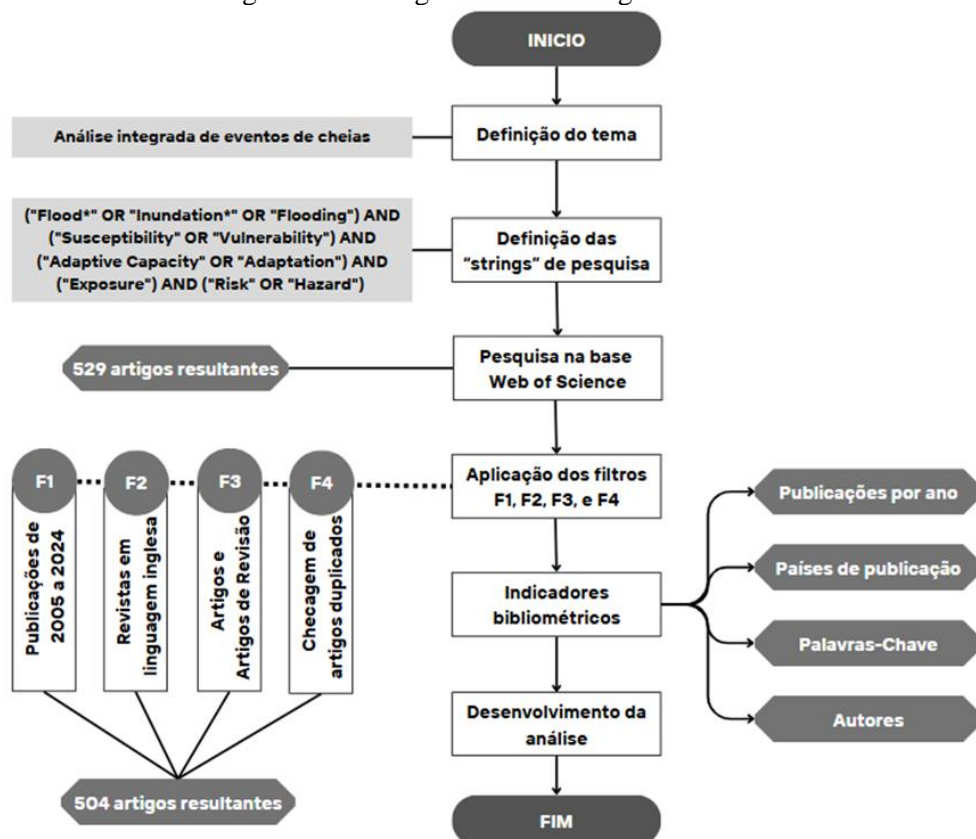 INICIO
Análise integrada de eventos de cheias
Definição do tema
("Flood*" OR "Inundation*" OR "Flooding") AND
("Susceptibility" OR "Vulnerability") AND
("Adaptive Capacity" OR "Adaptation") AND
("Exposure") AND ("Risk" OR "Hazard")
Definição das
“strings” de pesquisa
529 artigos resultantes
Pesquisa na base
Web of Science
F1
F2
F3
F4
Aplicação dos filtros
F1, F2, F3, e F4
Publicações de
2005 a 2024
Revistas em
linguagem inglesa
Artigos e
Artigos de Revisão
Checagem de
artigos duplicados
Indicadores
bibliométricos
Publicações por ano
Países de publicação
Palavras-Chave
Autores
Desenvolvimento da
análise
504 artigos resultantes
FIM